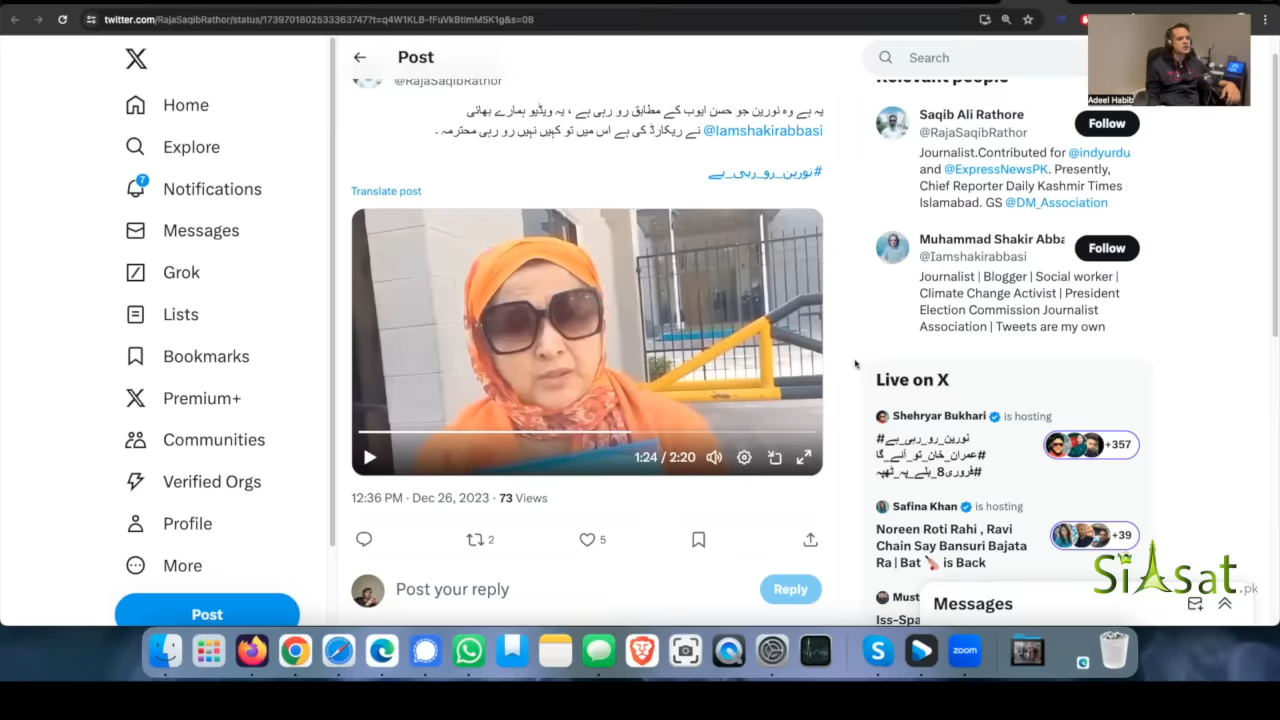 twitter.com/RajaSaqibRathor/status/1739701802533363747?t=q4W1KLB-fFuVkBtimMSK1g&s=08
Adeel Habib
Home
Explore
7
Notifications
Messages
Grok
Lists
Bookmarks
Premium+
Communities
Verified Orgs
Profile
More
Post
Post
@RajaSaqibRathor
یہ ہے وہ نورین جو حسن ایوب کے مطابق رو رہی ہے ، یہ ویڈیو ہمارے بھائی
@Iamshakirabbasi نے ریکارڈ کی ہے اس میں تو کہیں نہیں رو رہی محترمہ ۔
#نورین_رو_رہی_ہے
Translate post
1:24 / 2:20
12:36 PM · Dec 26, 2023 · 73 Views
2
5
Post your reply
Reply
Search
Relevant people
Saqib Ali Rathore
@RajaSaqibRathor
Follow
Journalist.Contributed for @indyurdu
and @ExpressNewsPK. Presently,
Chief Reporter Daily Kashmir Times
Islamabad. GS @DM_Association
Muhammad Shakir Abba
@Iamshakirabbasi
Follow
Journalist | Blogger | Social worker |
Climate Change Activist | President
Election Commission Journalist
Association | Tweets are my own
Live on X
Shehryar Bukhari is hosting
#نورین_رو_رہی_ہے
#عمران_خان_تو_آئے_گا
#فروری8_بلے_پہ_ٹھپہ
+357
Safina Khan is hosting
Noreen Roti Rahi , Ravi
Chain Say Bansuri Bajata
Ra | Bat is Back
+39
Must
Iss-Spa
Messages
Siasat.pk
zoom